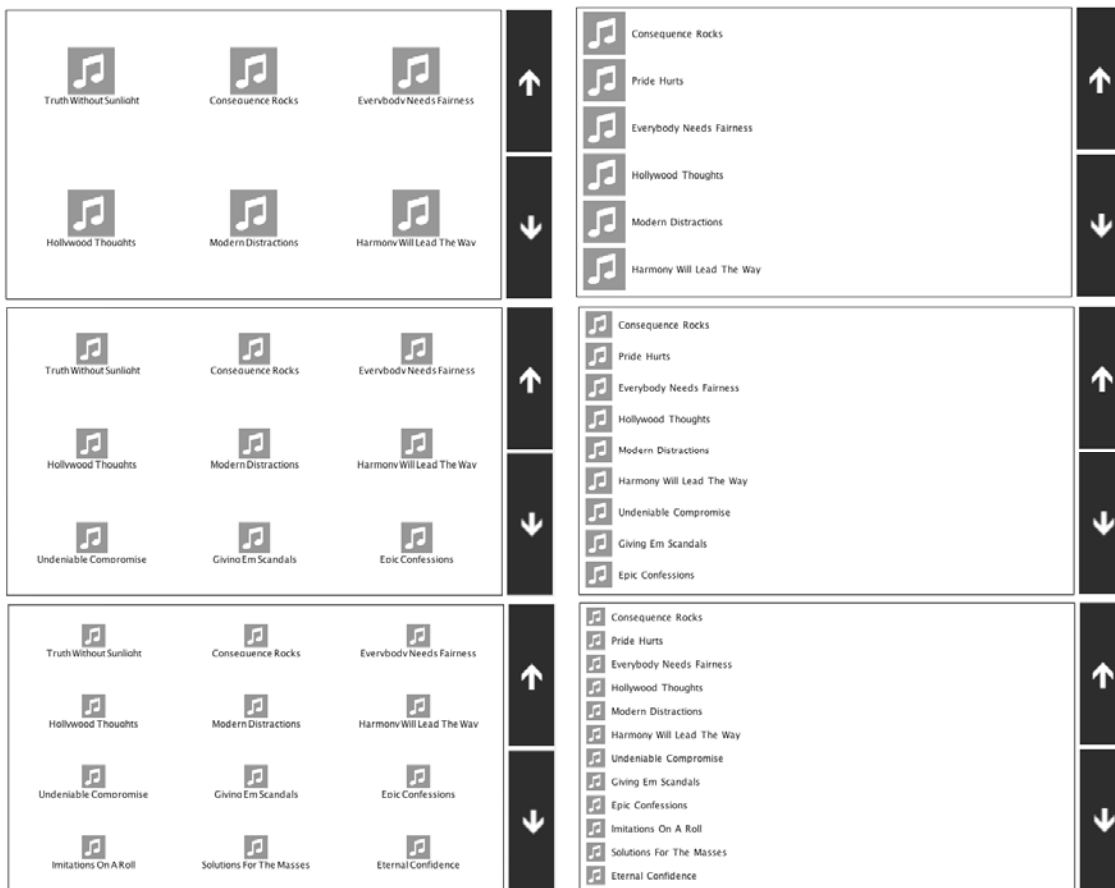 Truth Without Sunlight
Consequence Rocks
Everybody Needs Fairness
Hollywood Thoughts
Modern Distractions
Harmony Will Lead The Way
Consequence Rocks
Pride Hurts
Everybody Needs Fairness
Hollywood Thoughts
Modern Distractions
Harmony Will Lead The Way
Truth Without Sunlight
Consequence Rocks
Everybody Needs Fairness
Hollywood Thoughts
Modern Distractions
Harmony Will Lead The Way
Undeniable Compromise
Giving Em Scandals
Epic Confessions
Consequence Rocks
Pride Hurts
Everybody Needs Fairness
Hollywood Thoughts
Modern Distractions
Harmony Will Lead The Way
Undeniable Compromise
Giving Em Scandals
Epic Confessions
Truth Without Sunlight
Consequence Rocks
Everybody Needs Fairness
Hollywood Thoughts
Modern Distractions
Harmony Will Lead The Way
Undeniable Compromise
Giving Em Scandals
Epic Confessions
Imitations On A Roll
Solutions For The Masses
Eternal Confidence
Consequence Rocks
Pride Hurts
Everybody Needs Fairness
Hollywood Thoughts
Modern Distractions
Harmony Will Lead The Way
Undeniable Compromise
Giving Em Scandals
Epic Confessions
Imitations On A Roll
Solutions For The Masses
Eternal Confidence